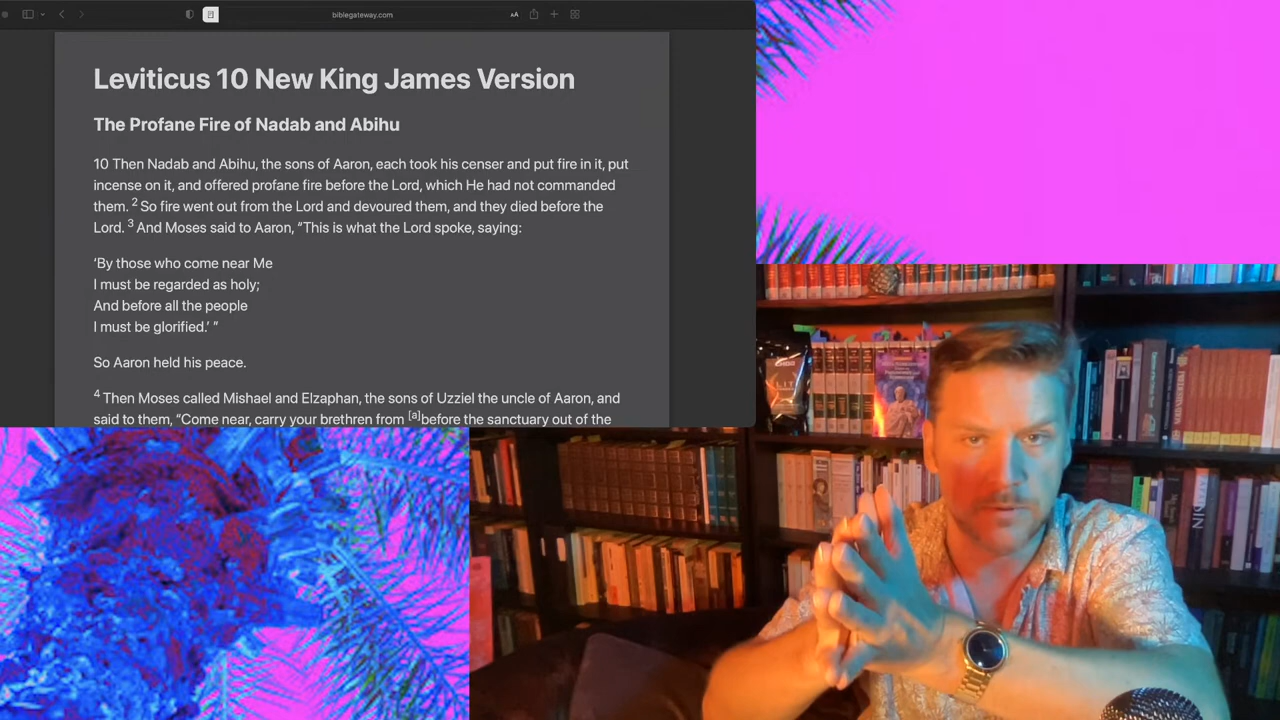 biblegateway.com
AA
Leviticus 10 New King James Version
The Profane Fire of Nadab and Abihu
10 Then Nadab and Abihu, the sons of Aaron, each took his censer and put fire in it, put
incense on it, and offered profane fire before the Lord, which He had not commanded
them. 2 So fire went out from the Lord and devoured them, and they died before the
Lord. 3 And Moses said to Aaron, “This is what the Lord spoke, saying:
‘By those who come near Me
I must be regarded as holy;
And before all the people
I must be glorified.’ ”
So Aaron held his peace.
4 Then Moses called Mishael and Elzaphan, the sons of Uzziel the uncle of Aaron, and
said to them, “Come near, carry your brethren from [a]before the sanctuary out of the